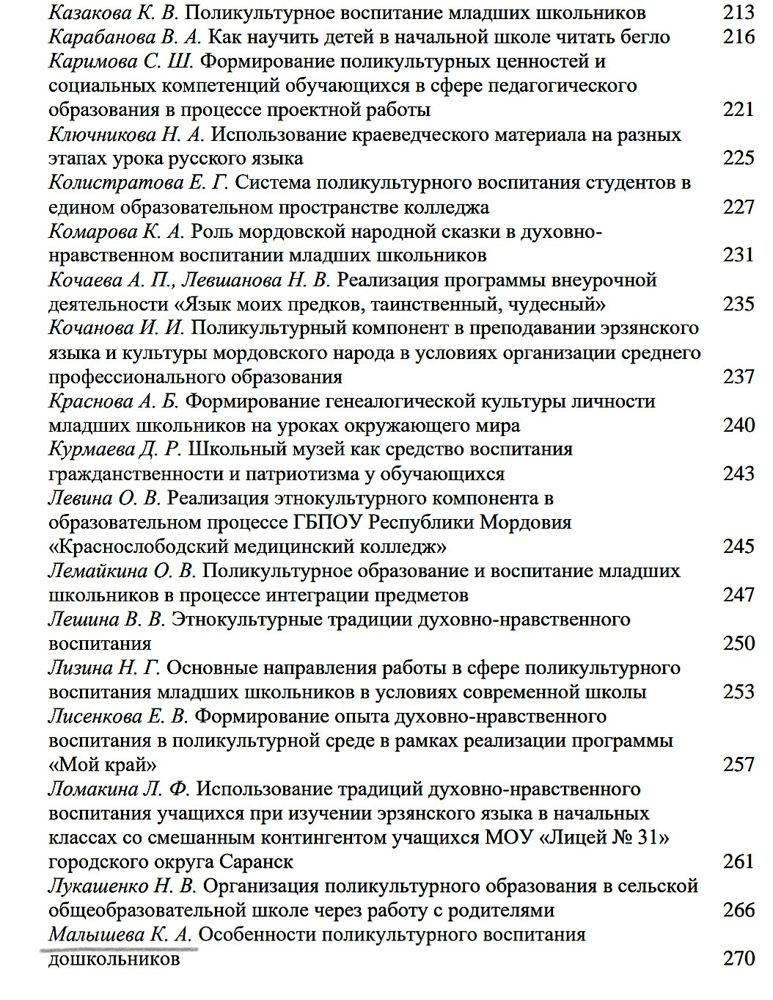 Казакова К. В. Поликультурное воспитание младших школьников 213
Карабанова В. А. Как научить детей в начальной школе читать бегло 216
Каримова С. Ш. Формирование поликультурных ценностей и
социальных компетенций обучающихся в сфере педагогического
образования в процессе проектной работы 221
Ключникова Н. А. Использование краеведческого материала на разных
этапах урока русского языка 225
Колистратова Е. Г. Система поликультурного воспитания студентов в
едином образовательном пространстве колледжа 227
Комарова К. А. Роль мордовской народной сказки в духовно-
нравственном воспитании младших школьников 231
Кочаева А. П., Левшанова Н. В. Реализация программы внеурочной
деятельности «Язык моих предков, таинственный, чудесный» 235
Кочанова И. И. Поликультурный компонент в преподавании эрзянского
языка и культуры мордовского народа в условиях организации среднего
профессионального образования 237
Краснова А. Б. Формирование генеалогической культуры личности
младших школьников на уроках окружающего мира 240
Курмаева Д. Р. Школьный музей как средство воспитания
гражданственности и патриотизма у обучающихся 243
Левина О. В. Реализация этнокультурного компонента в
образовательном процессе ГБПОУ Республики Мордовия
«Краснослободский медицинский колледж» 245
Лемайкина О. В. Поликультурное образование и воспитание младших
школьников в процессе интеграции предметов 247
Лешина В. В. Этнокультурные традиции духовно-нравственного
воспитания 250
Лизина Н. Г. Основные направления работы в сфере поликультурного
воспитания младших школьников в условиях современной школы 253
Лисенкова Е. В. Формирование опыта духовно-нравственного
воспитания в поликультурной среде в рамках реализации программы
«Мой край» 257
Ломакина Л. Ф. Использование традиций духовно-нравственного
воспитания учащихся при изучении эрзянского языка в начальных
классах со смешанным контингентом учащихся МОУ «Лицей № 31»
городского округа Саранск 261
Лукашенко Н. В. Организация поликультурного образования в сельской
общеобразовательной школе через работу с родителями 266
Малышева К. А. Особенности поликультурного воспитания
дошкольников 270